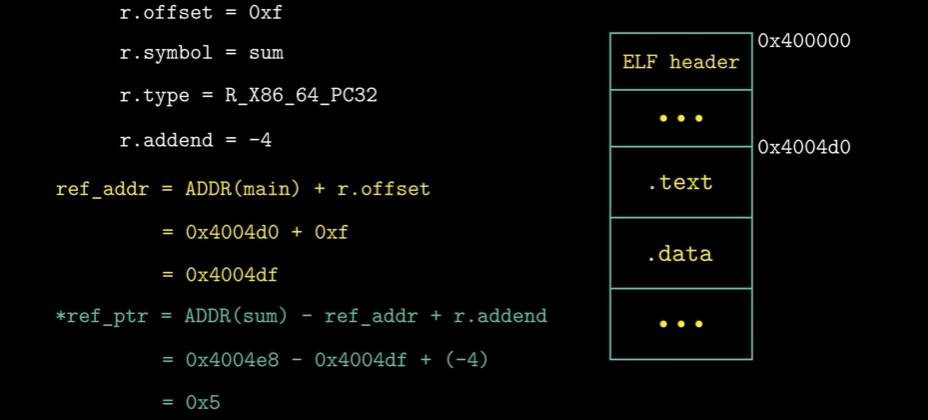 r.offset = 0xf
r.symbol = sum
r.type = R_X86_64_PC32
r.addend = -4
ref_addr = ADDR(main) + r.offset
= 0x4004d0 + 0xf
= 0x4004df
*ref_ptr = ADDR(sum) - ref_addr + r.addend
= 0x4004e8 - 0x4004df + (-4)
= 0x5
0x400000
ELF header
...
0x4004d0
.text
.data
...